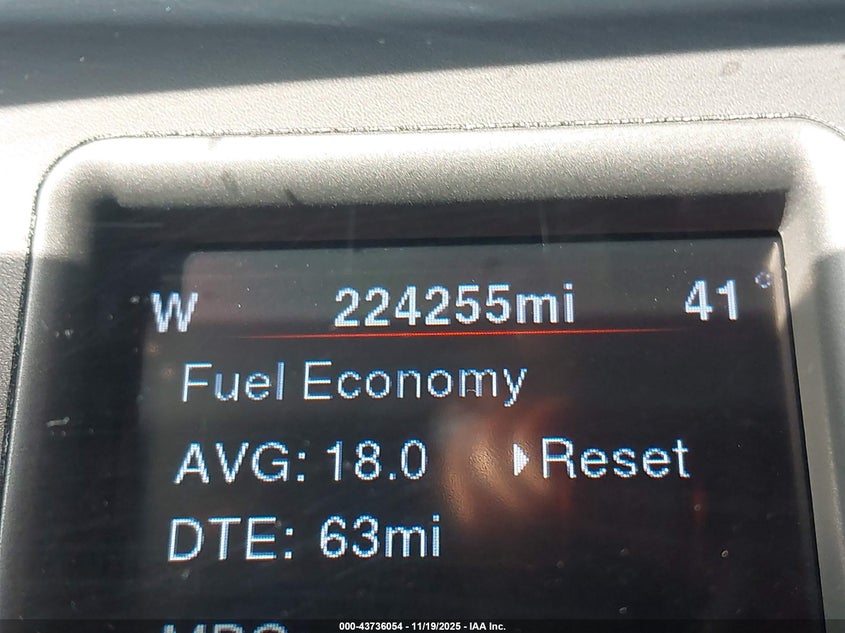 W 224255mi 41°
Fuel Economy
AVG: 18.0 ▸Reset
DTE: 63mi
000-43736054 - 11/19/2025 - IAA Inc.